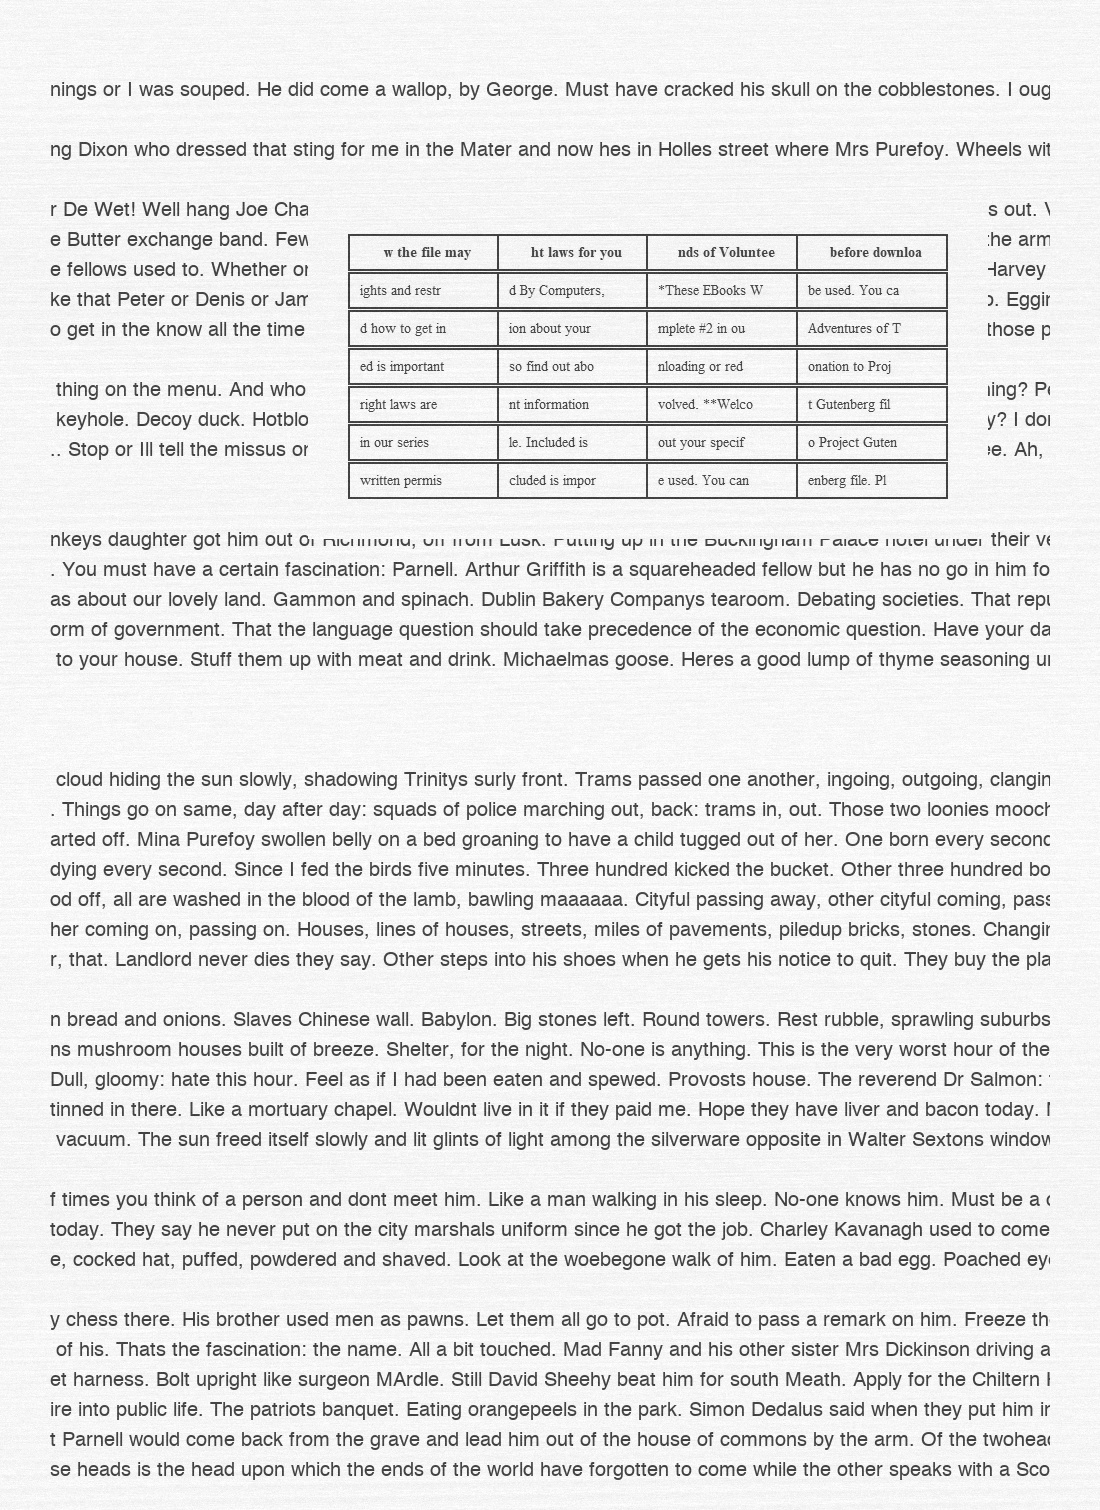 nings or I was souped. He did come a wallop, by George. Must have cracked his skull on the cobblestones. I oug
ng Dixon who dressed that sting for me in the Mater and now hes in Holles street where Mrs Purefoy. Wheels wit
r De Wet! Well hang Joe Cha
s out.
e Butter exchange band. Few
the arm
e fellows used to. Whether or
Harvey
ke that Peter or Denis or Jam
o. Eggin
o get in the know all the time
those p
thing on the menu. And who
keyhole. Decoy duck. Hotblo
y? I don
.. Stop or Ill tell the missus or
ee. Ah,
w the file may ht laws for you nds of Voluntee before downloa
ights and restr d By Computers, *These EBooks W be used. You ca
d how to get in ion about your mplete #2 in ou Adventures of T
ed is important so find out abo nloading or red onation to Proj
right laws are nt information volved. **Welco t Gutenberg fil
in our series le. Included is out your specif o Project Guten
written permis cluded is impor e used. You can enberg file. Pl
nkeys daughter got him out of Richmond, off from Lusk. Putting up in the Buckingham Palace hotel under their ve
. You must have a certain fascination: Parnell. Arthur Griffith is a squareheaded fellow but he has no go in him fo
as about our lovely land. Gammon and spinach. Dublin Bakery Companys tearoom. Debating societies. That repu
orm of government. That the language question should take precedence of the economic question. Have your da
to your house. Stuff them up with meat and drink. Michaelmas goose. Heres a good lump of thyme seasoning un
cloud hiding the sun slowly, shadowing Trinitys surly front. Trams passed one another, ingoing, outgoing, clangin
. Things go on same, day after day: squads of police marching out, back: trams in, out. Those two loonies mooch
arted off. Mina Purefoy swollen belly on a bed groaning to have a child tugged out of her. One born every second
dying every second. Since I fed the birds five minutes. Three hundred kicked the bucket. Other three hundred bo
od off, all are washed in the blood of the lamb, bawling maaaaaa. Cityful passing away, other cityful coming, pass
her coming on, passing on. Houses, lines of houses, streets, miles of pavements, piledup bricks, stones. Changin
r, that. Landlord never dies they say. Other steps into his shoes when he gets his notice to quit. They buy the pla
n bread and onions. Slaves Chinese wall. Babylon. Big stones left. Round towers. Rest rubble, sprawling suburbs
ns mushroom houses built of breeze. Shelter, for the night. No-one is anything. This is the very worst hour of the
Dull, gloomy: hate this hour. Feel as if I had been eaten and spewed. Provosts house. The reverend Dr Salmon:
tinned in there. Like a mortuary chapel. Wouldnt live in it if they paid me. Hope they have liver and bacon today.
vacuum. The sun freed itself slowly and lit glints of light among the silverware opposite in Walter Sextons window
f times you think of a person and dont meet him. Like a man walking in his sleep. No-one knows him. Must be a c
today. They say he never put on the city marshals uniform since he got the job. Charley Kavanagh used to come
e, cocked hat, puffed, powdered and shaved. Look at the woebegone walk of him. Eaten a bad egg. Poached eye
y chess there. His brother used men as pawns. Let them all go to pot. Afraid to pass a remark on him. Freeze th
of his. Thats the fascination: the name. All a bit touched. Mad Fanny and his other sister Mrs Dickinson driving a
et harness. Bolt upright like surgeon MArdle. Still David Sheehy beat him for south Meath. Apply for the Chiltern
ire into public life. The patriots banquet. Eating orangepeels in the park. Simon Dedalus said when they put him in
t Parnell would come back from the grave and lead him out of the house of commons by the arm. Of the twohead
se heads is the head upon which the ends of the world have forgotten to come while the other speaks with a Sco